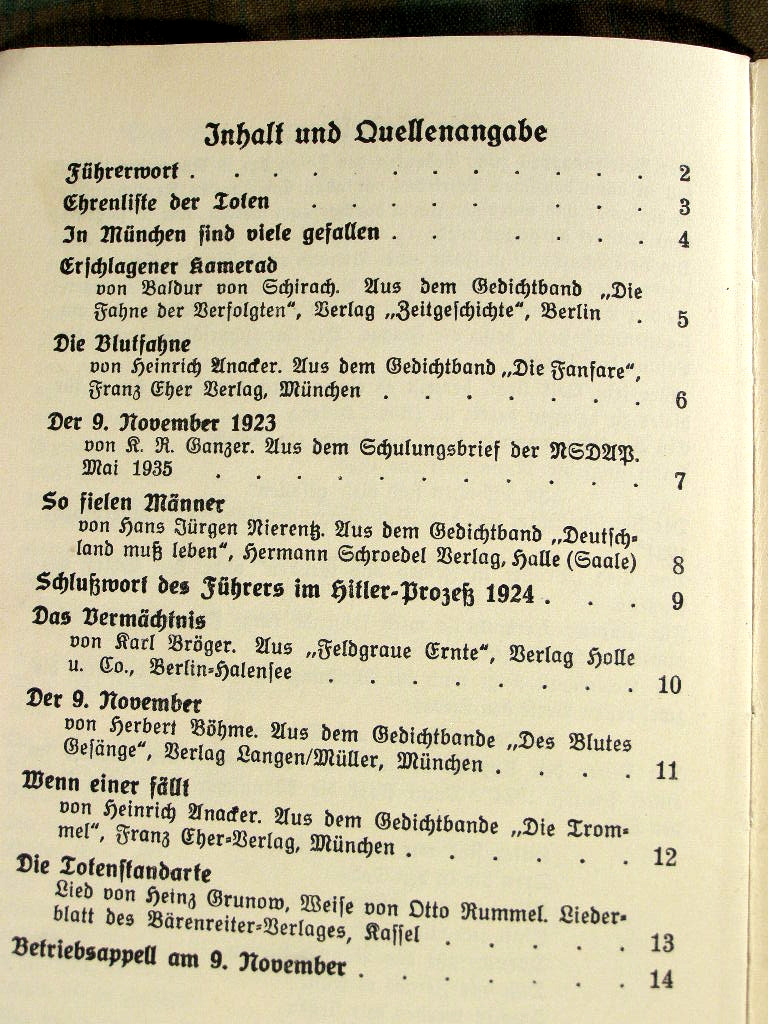 Inhalt und Quellenangabe
Führerwort . . . . . . . . . . . . 2
Ehrenliste der Toten . . . . . . . . . 3
In München sind viele gefallen . . . . . . 4
Erschlagener Kamerad
von Baldur von Schirach. Aus dem Gedichtband „Die
Fahne der Verfolgten“, Verlag „Zeitgeschichte“, Berlin . 5
Die Blutfahne
von Heinrich Anacker. Aus dem Gedichtband „Die Fanfare“,
Franz Eher Verlag, München . . . . . . . 6
Der 9. November 1923
von K. R. Ganzer. Aus dem Schulungsbrief der NSDAP.
Mai 1935 . . . . . . . . . . . 7
So fielen Männer
von Hans Jürgen Nierentz. Aus dem Gedichtband „Deutsch-
land muß leben“, Hermann Schroedel Verlag, Halle (Saale) 8
Schlußwort des Führers im Hitler-Prozeß 1924 . . . 9
Das Vermächtnis
von Karl Bröger. Aus „Feldgraue Ernte“, Verlag Holle
u. Co., Berlin-Halensee . . . . . . . . 10
Der 9. November
von Herbert Böhme. Aus dem Gedichtbande „Des Blutes
Gesänge“, Verlag Langen/Müller, München . . . . 11
Wenn einer fällt
von Heinrich Anacker. Aus dem Gedichtbande „Die Trom-
mel“, Franz Eher-Verlag, München . . . . . . 12
Die Totenstandarte
Lied von Heinz Grunow, Weise von Otto Rummel. Lieder-
blatt des Bärenreiter-Verlages, Kassel . . . . . 13
Betriebsappell am 9. November . . . . . . . 14